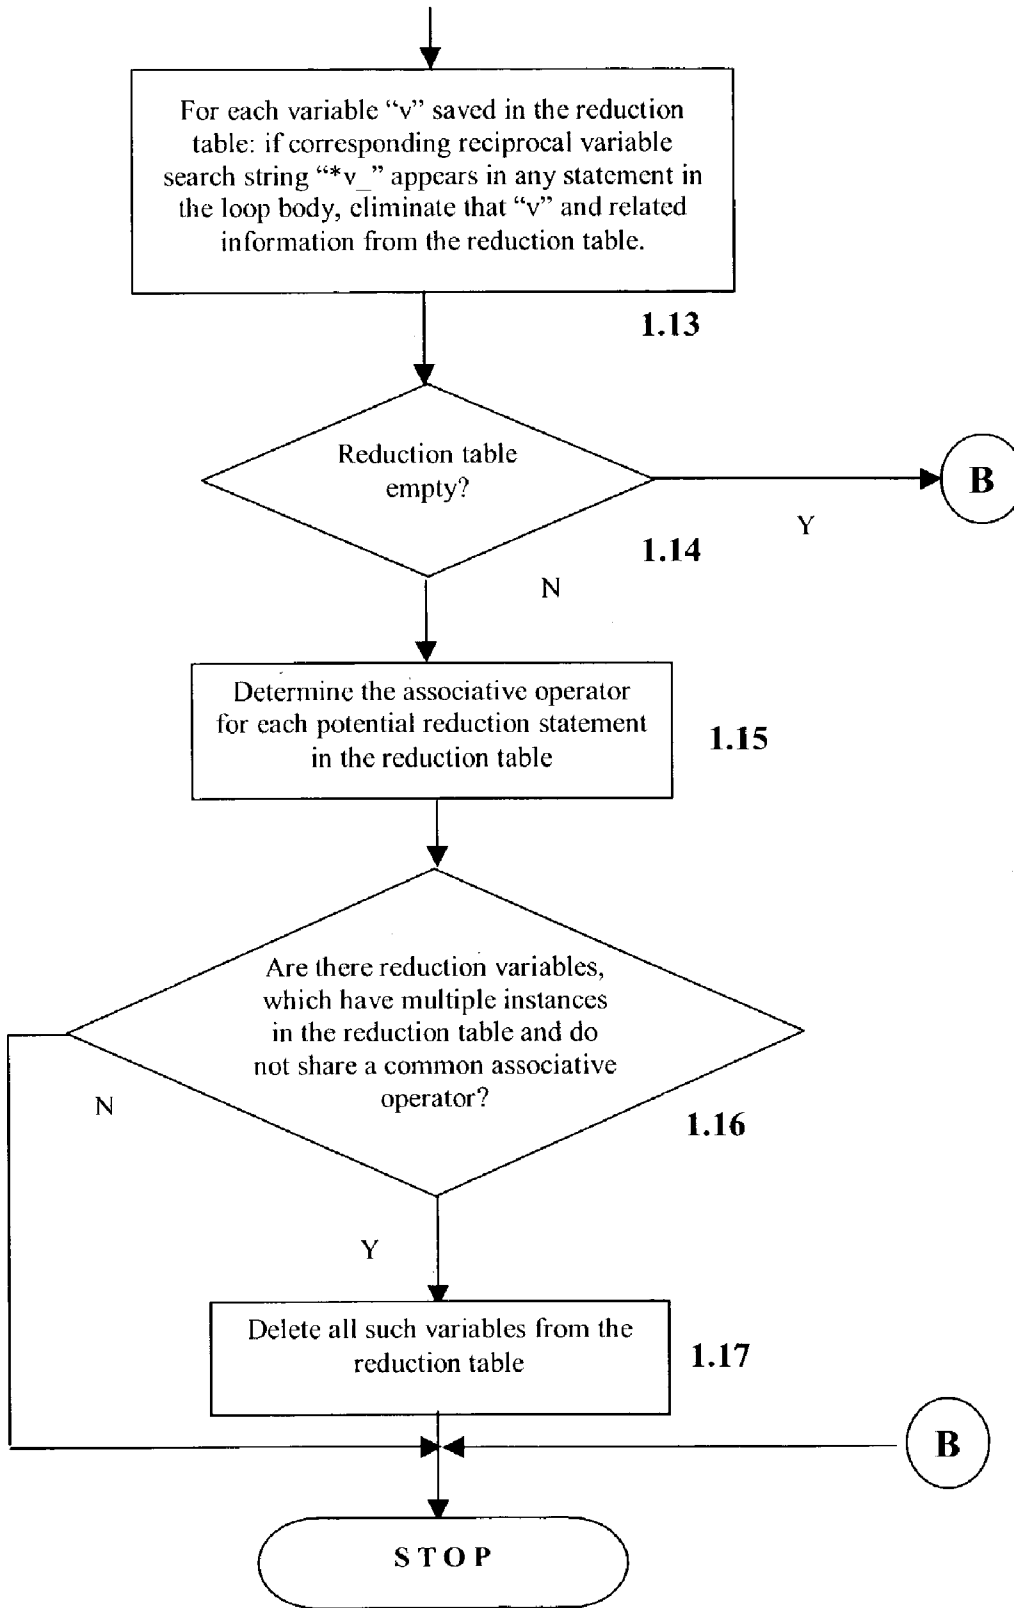 For each variable “v” saved in the reduction
table: if corresponding reciprocal variable
search string “*v_” appears in any statement in
the loop body, eliminate that “v” and related
information from the reduction table.
1.13
Reduction table
empty?
B
Y
1.14
N
Determine the associative operator
for each potential reduction statement
in the reduction table
1.15
Are there reduction variables,
which have multiple instances
in the reduction table and do
not share a common associative
operator?
N
1.16
Y
Delete all such variables from the
reduction table
1.17
B
S T O P